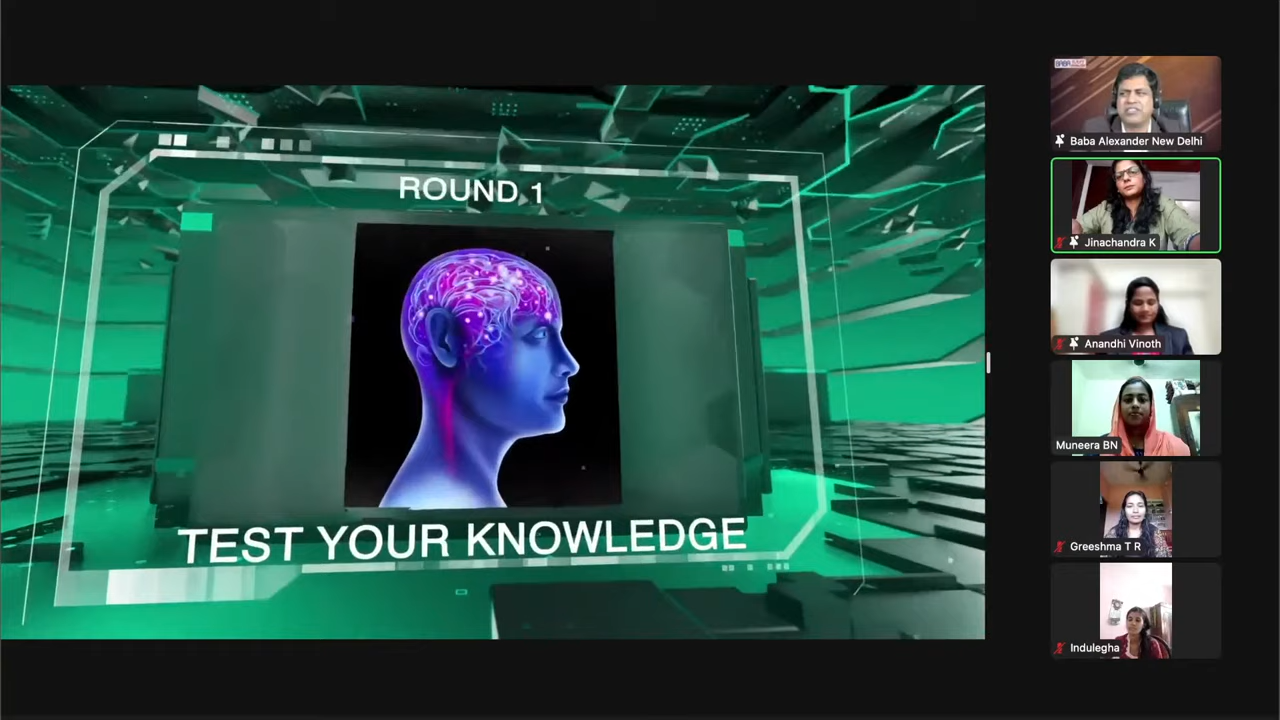 ROUND 1
TEST YOUR KNOWLEDGE
Baba Alexander New Delhi
Jinachandra K
Anandhi Vinoth
Muneera BN
Greeshma T R
Indulegha